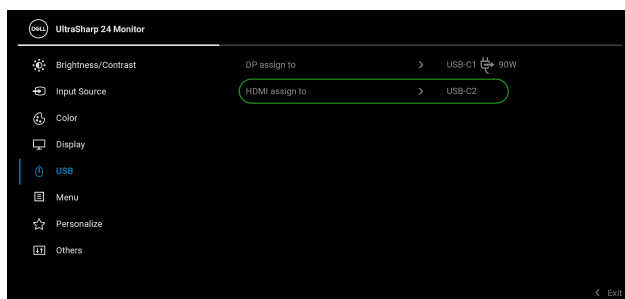 DELL UltraSharp 24 Monitor
Brightness/Contrast
DP assign to > USB-C1 90W
Input Source
HDMI assign to > USB-C2
Color
Display
USB
Menu
Personalize
Others
< Exit